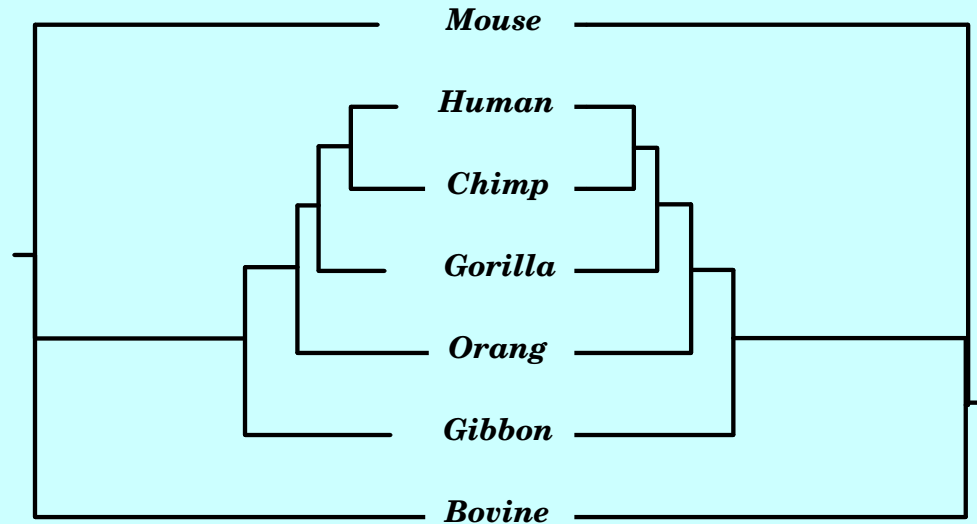 Mouse
Human
Chimp
Gorilla
Orang
Gibbon
Bovine